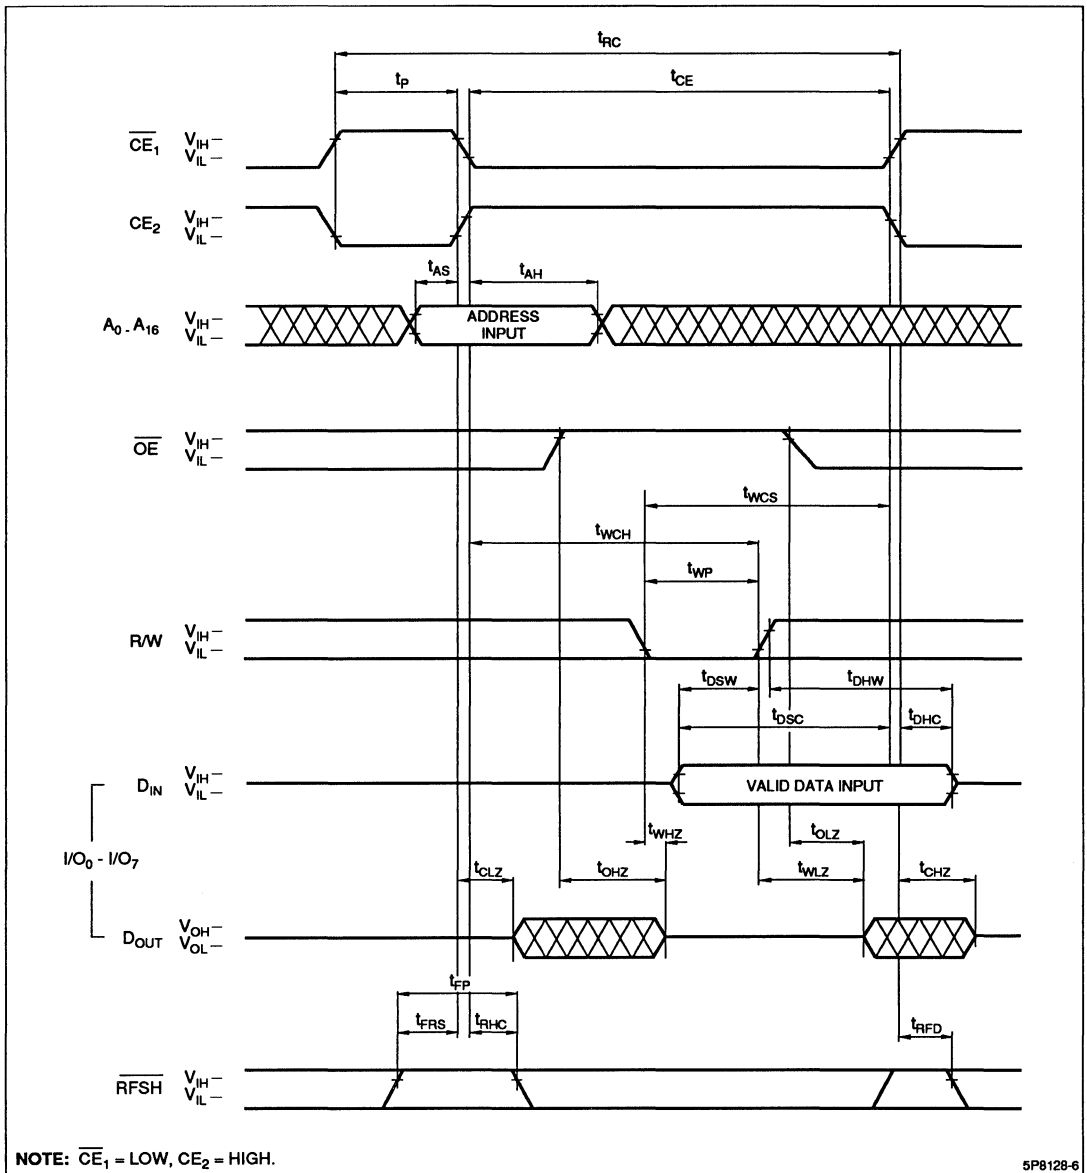 tRC
tP
tCE
CE1 VIH –
VIL –
CE2 VIH –
VIL –
tAS
tAH
A0 - A16 VIH –
VIL –
ADDRESS
INPUT
OE VIH –
VIL –
tWCS
tWCH
tWP
R/W VIH –
VIL –
tDSW
tDHW
tDSC
tDHC
DIN VIH –
VIL –
VALID DATA INPUT
I/O0 - I/O7
tWHZ
tOLZ
tCLZ
tOHZ
tWLZ
tCHZ
DOUT VOH –
VOL –
tFP
tFRS
tRHC
tRFD
RFSH VIH –
VIL –
NOTE: CE1 = LOW, CE2 = HIGH.
5P8128-6